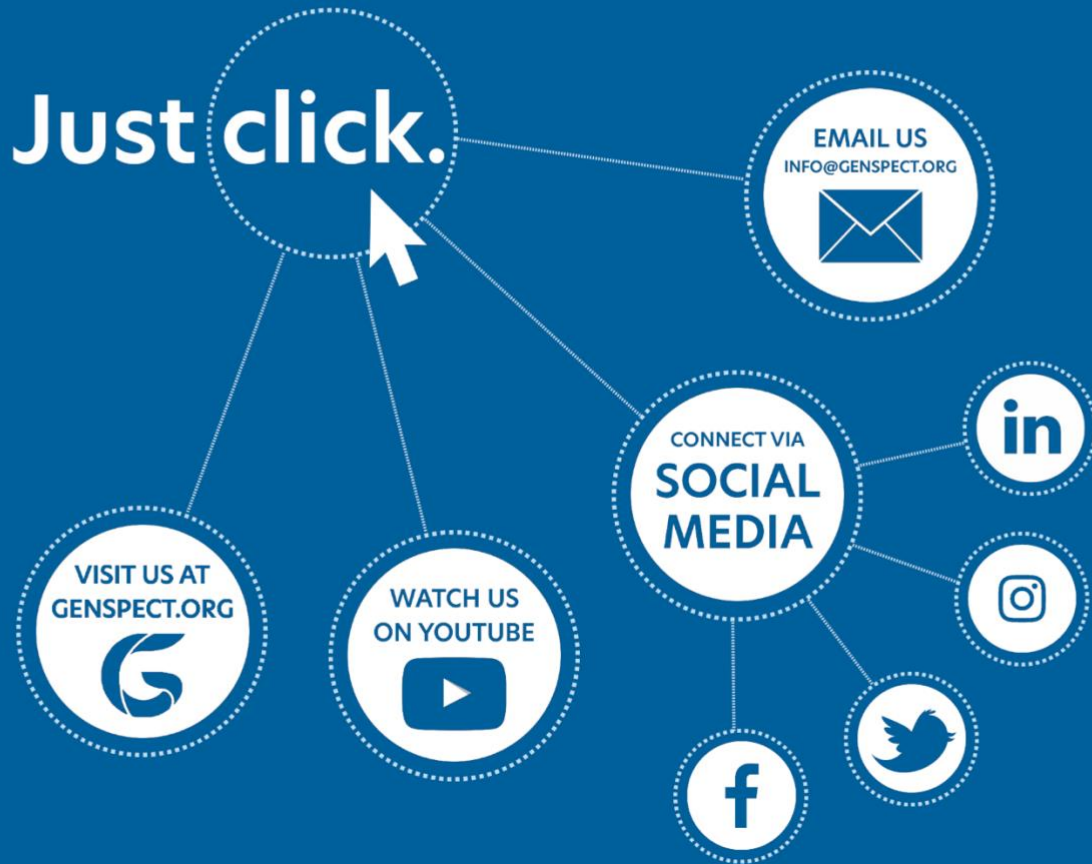 Just click.
EMAIL US
INFO@GENSPECT.ORG
CONNECT VIA
SOCIAL
MEDIA
in
VISIT US AT
GENSPECT.ORG
G
WATCH US
ON YOUTUBE
f